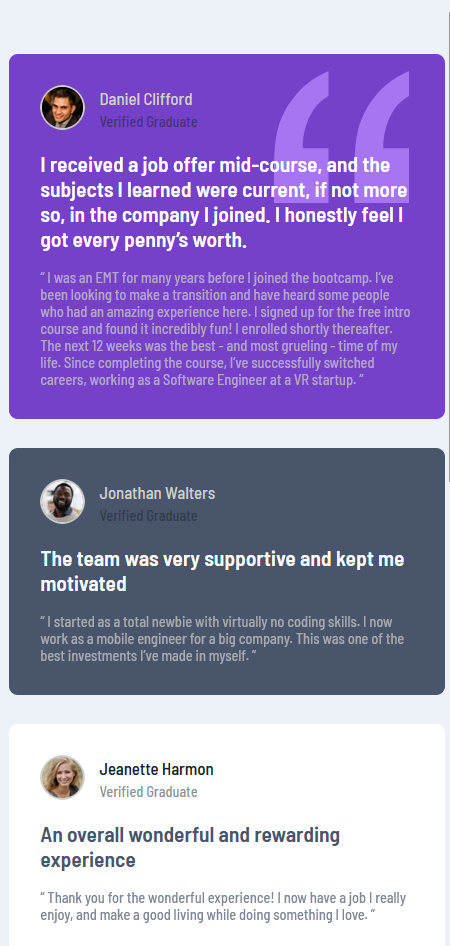 Daniel Clifford
Verified Graduate
I received a job offer mid-course, and the
subjects I learned were current, if not more
so, in the company I joined. I honestly feel I
got every penny’s worth.
“ I was an EMT for many years before I joined the bootcamp. I’ve
been looking to make a transition and have heard some people
who had an amazing experience here. I signed up for the free intro
course and found it incredibly fun! I enrolled shortly thereafter.
The next 12 weeks was the best - and most grueling - time of my
life. Since completing the course, I’ve successfully switched
careers, working as a Software Engineer at a VR startup. ”
Jonathan Walters
Verified Graduate
The team was very supportive and kept me
motivated
“ I started as a total newbie with virtually no coding skills. I now
work as a mobile engineer for a big company. This was one of the
best investments I’ve made in myself. ”
Jeanette Harmon
Verified Graduate
An overall wonderful and rewarding
experience
“ Thank you for the wonderful experience! I now have a job I really
enjoy, and make a good living while doing something I love. ”